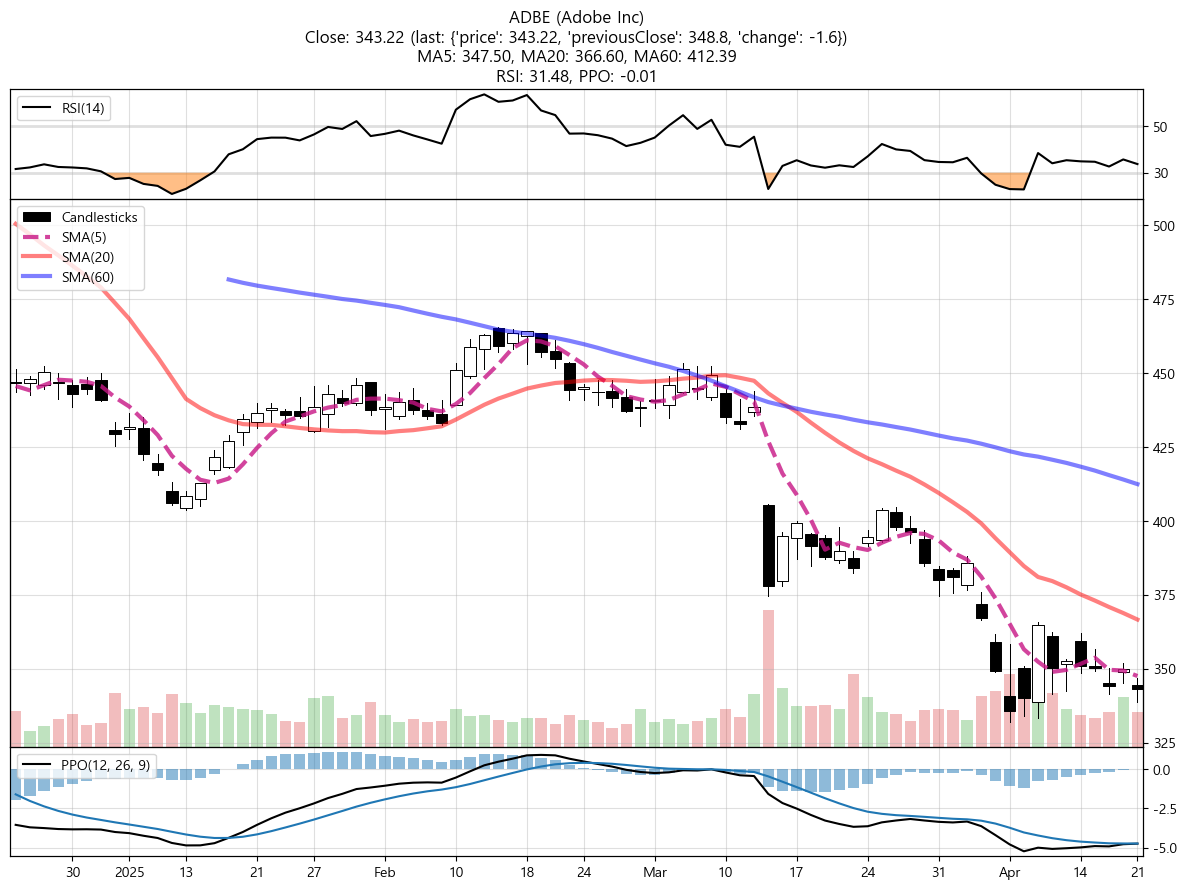 ADBE (Adobe Inc)
Close: 343.22 (last: {'price': 343.22, 'previousClose': 348.8, 'change': -1.6})
MA5: 347.50, MA20: 366.60, MA60: 412.39
RSI: 31.48, PPO: -0.01
RSI(14)
50
30
Candlesticks
SMA(5)
SMA(20)
SMA(60)
500
475
450
425
400
375
350
325
PPO(12, 26, 9)
0.0
-2.5
-5.0
30 2025 13 21 27 Feb 10 18 24 Mar 10 17 24 31 Apr 14 21